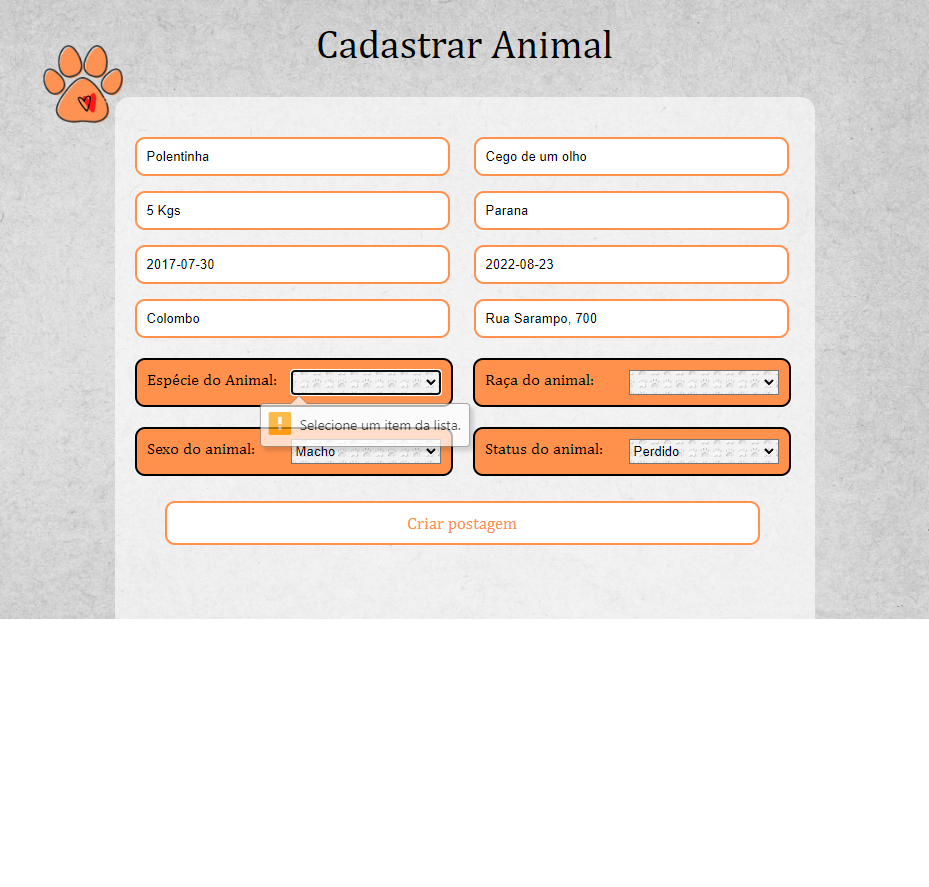 Cadastrar Animal
Polentinha
Cego de um olho
5 Kgs
Parana
2017-07-30
2022-08-23
Colombo
Rua Sarampo, 700
Espécie do Animal:
Raça do animal:
Selecione um item da lista.
Sexo do animal:
Macho
Status do animal:
Perdido
Criar postagem